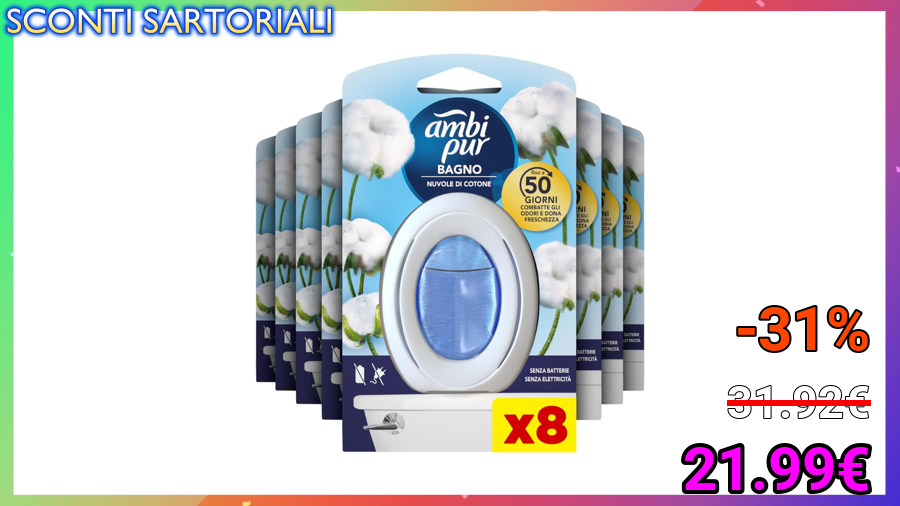 SCONTI SARTORIALI
ambi
pur
BAGNO
NUVOLE DI COTONE
fino a
50
GIORNI
COMBATTE GLI
ODORI E DONA
FRESCHEZZA
SENZA BATTERIE
SENZA ELETTRICITÀ
x8
-31%
31.92€
21.99€